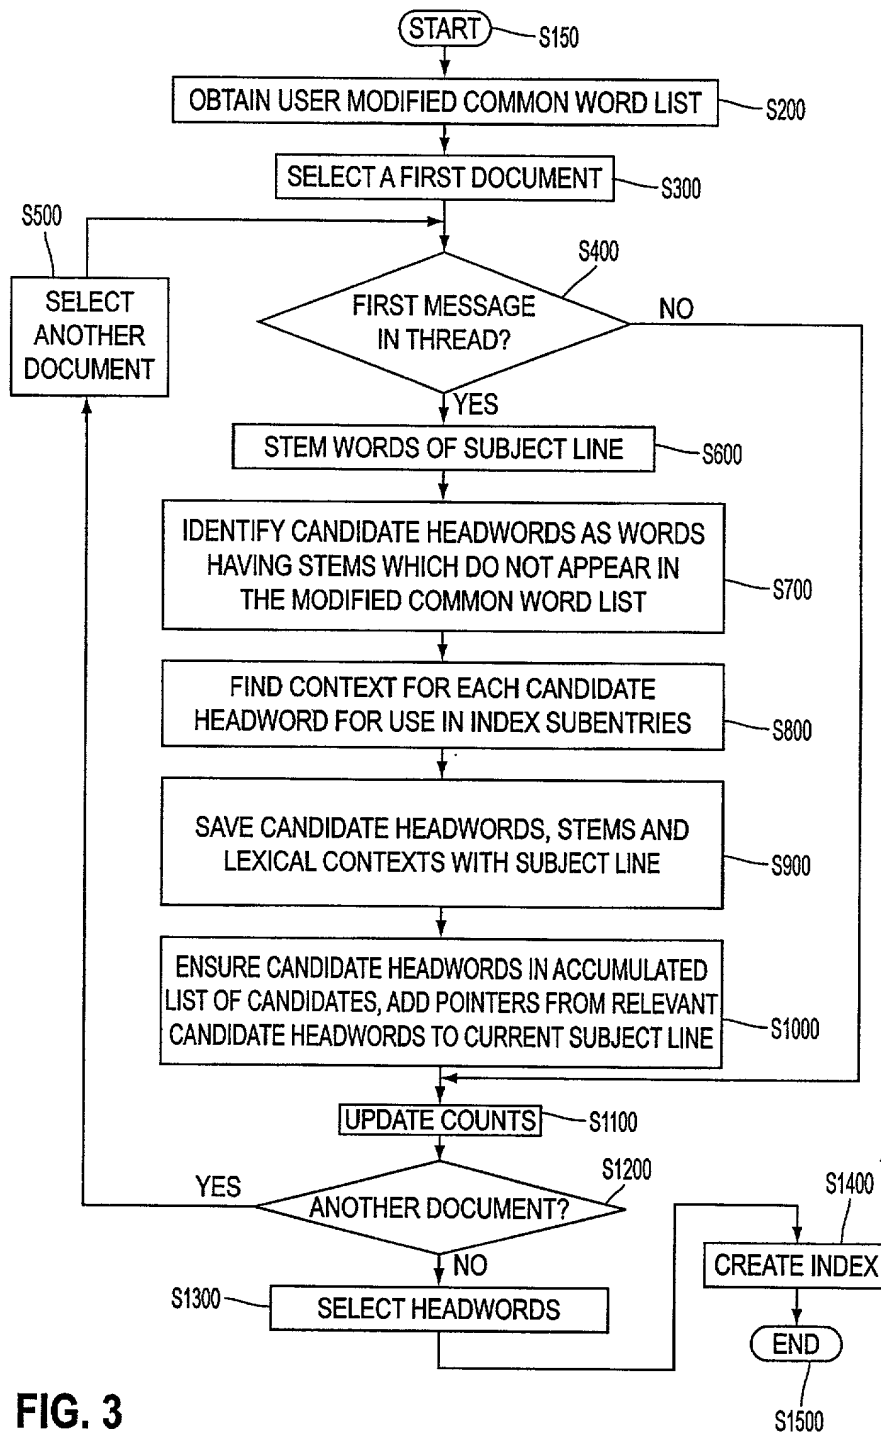 START
S150
OBTAIN USER MODIFIED COMMON WORD LIST
S200
SELECT A FIRST DOCUMENT
S300
S500
SELECT
ANOTHER
DOCUMENT
S400
FIRST MESSAGE
IN THREAD?
NO
YES
STEM WORDS OF SUBJECT LINE
S600
IDENTIFY CANDIDATE HEADWORDS AS WORDS
HAVING STEMS WHICH DO NOT APPEAR IN
THE MODIFIED COMMON WORD LIST
S700
FIND CONTEXT FOR EACH CANDIDATE
HEADWORD FOR USE IN INDEX SUBENTRIES
S800
SAVE CANDIDATE HEADWORDS, STEMS AND
LEXICAL CONTEXTS WITH SUBJECT LINE
S900
ENSURE CANDIDATE HEADWORDS IN ACCUMULATED
LIST OF CANDIDATES, ADD POINTERS FROM RELEVANT
CANDIDATE HEADWORDS TO CURRENT SUBJECT LINE
S1000
UPDATE COUNTS
S1100
YES
ANOTHER DOCUMENT?
S1200
NO
S1300
SELECT HEADWORDS
S1400
CREATE INDEX
END
S1500
FIG. 3